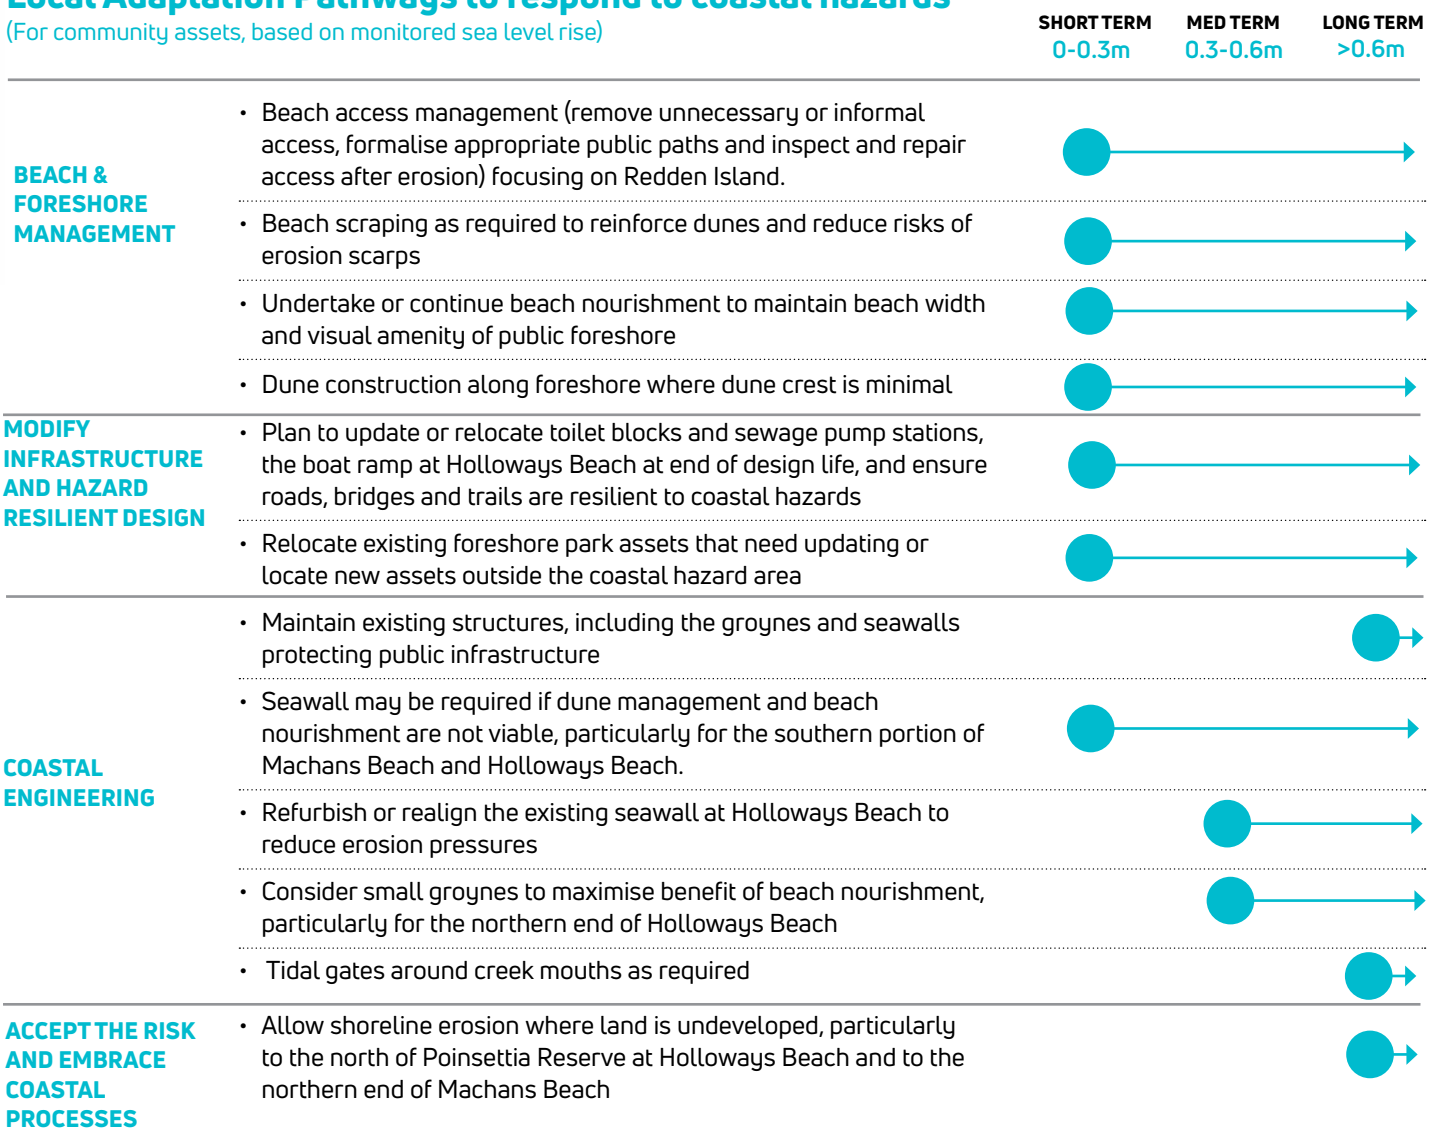 Local Adaptation Pathways to respond to coastal hazards
(For community assets, based on monitored sea level rise)
SHORT TERM
0-0.3m
MED TERM
0.3-0.6m
LONG TERM
>0.6m
BEACH &
FORESHORE
MANAGEMENT
• Beach access management (remove unnecessary or informal
access, formalise appropriate public paths and inspect and repair
access after erosion) focusing on Redden Island.
• Beach scraping as required to reinforce dunes and reduce risks of
erosion scarps
• Undertake or continue beach nourishment to maintain beach width
and visual amenity of public foreshore
• Dune construction along foreshore where dune crest is minimal
MODIFY
INFRASTRUCTURE
AND HAZARD
RESILIENT DESIGN
• Plan to update or relocate toilet blocks and sewage pump stations,
the boat ramp at Holloways Beach at end of design life, and ensure
roads, bridges and trails are resilient to coastal hazards
• Relocate existing foreshore park assets that need updating or
locate new assets outside the coastal hazard area
COASTAL
ENGINEERING
• Maintain existing structures, including the groynes and seawalls
protecting public infrastructure
• Seawall may be required if dune management and beach
nourishment are not viable, particularly for the southern portion of
Machans Beach and Holloways Beach.
• Refurbish or realign the existing seawall at Holloways Beach to
reduce erosion pressures
• Consider small groynes to maximise benefit of beach nourishment,
particularly for the northern end of Holloways Beach
• Tidal gates around creek mouths as required
ACCEPT THE RISK
AND EMBRACE
COASTAL
PROCESSES
• Allow shoreline erosion where land is undeveloped, particularly
to the north of Poinsettia Reserve at Holloways Beach and to the
northern end of Machans Beach